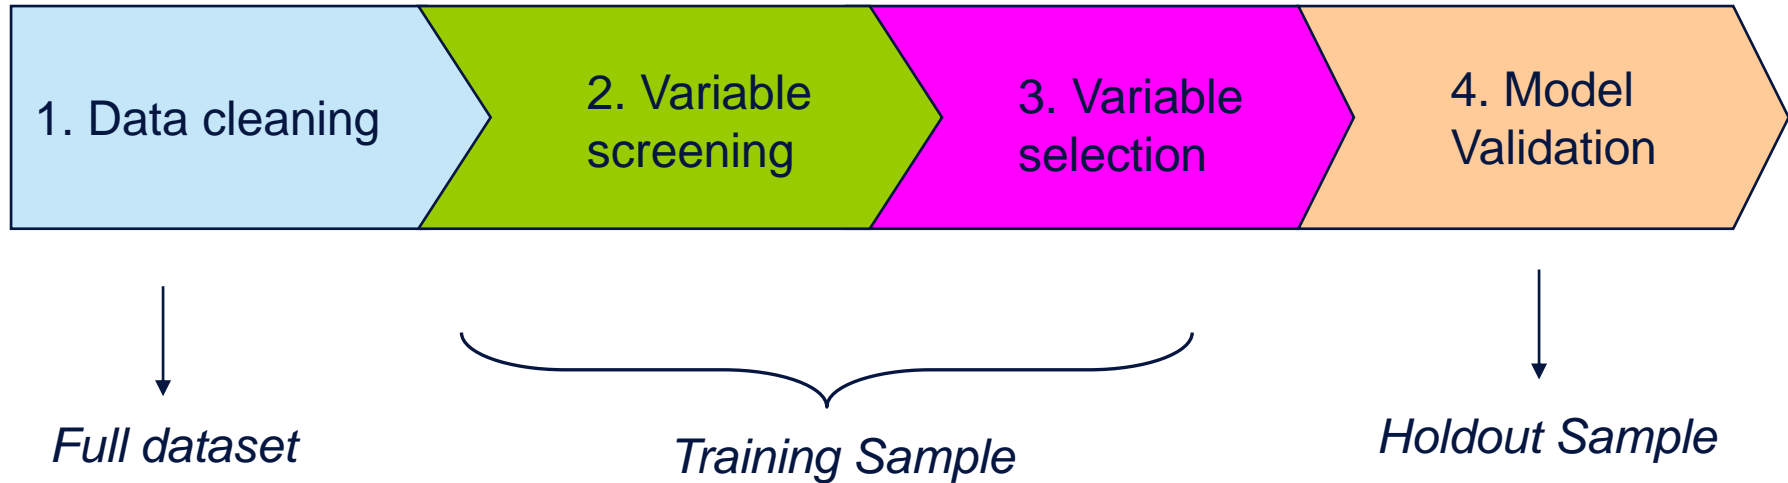 1. Data cleaning
2. Variable
screening
3. Variable
selection
4. Model
Validation
Full dataset
Training Sample
Holdout Sample